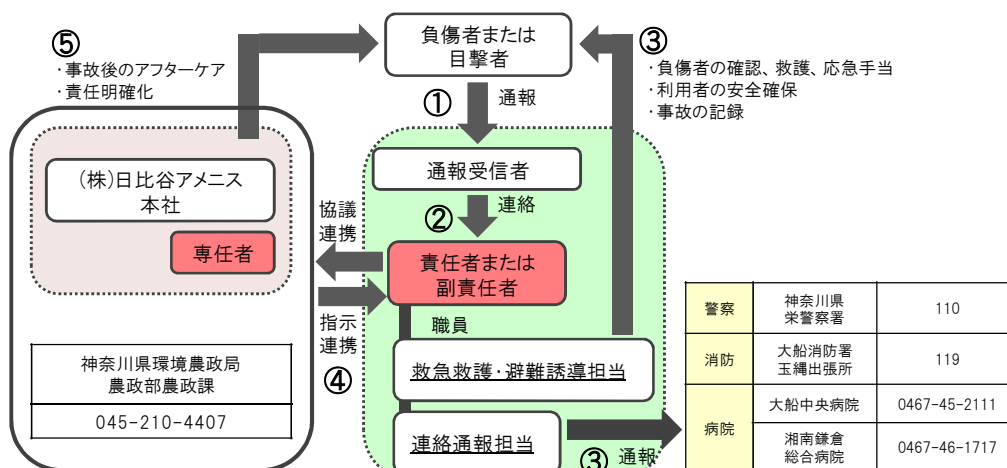 ⑤
・事故後のアフターケア
・責任明確化
負傷者または
目撃者
③
・負傷者の確認、救護、応急手当
・利用者の安全確保
・事故の記録
① 通報
通報受信者
② 連絡
(株)日比谷アメニス
本社
専任者
協議
連携
責任者または
副責任者
指示
連携
④
職員
救急救護・避難誘導担当
連絡通報担当
③ 通報
神奈川県環境農政局
農政部農政課
045-210-4407
警察 神奈川県 110
栄警察署
消防 大船消防署 119
玉縄出張所
病院 大船中央病院 0467-45-2111
湘南鎌倉 0467-46-1717
総合病院